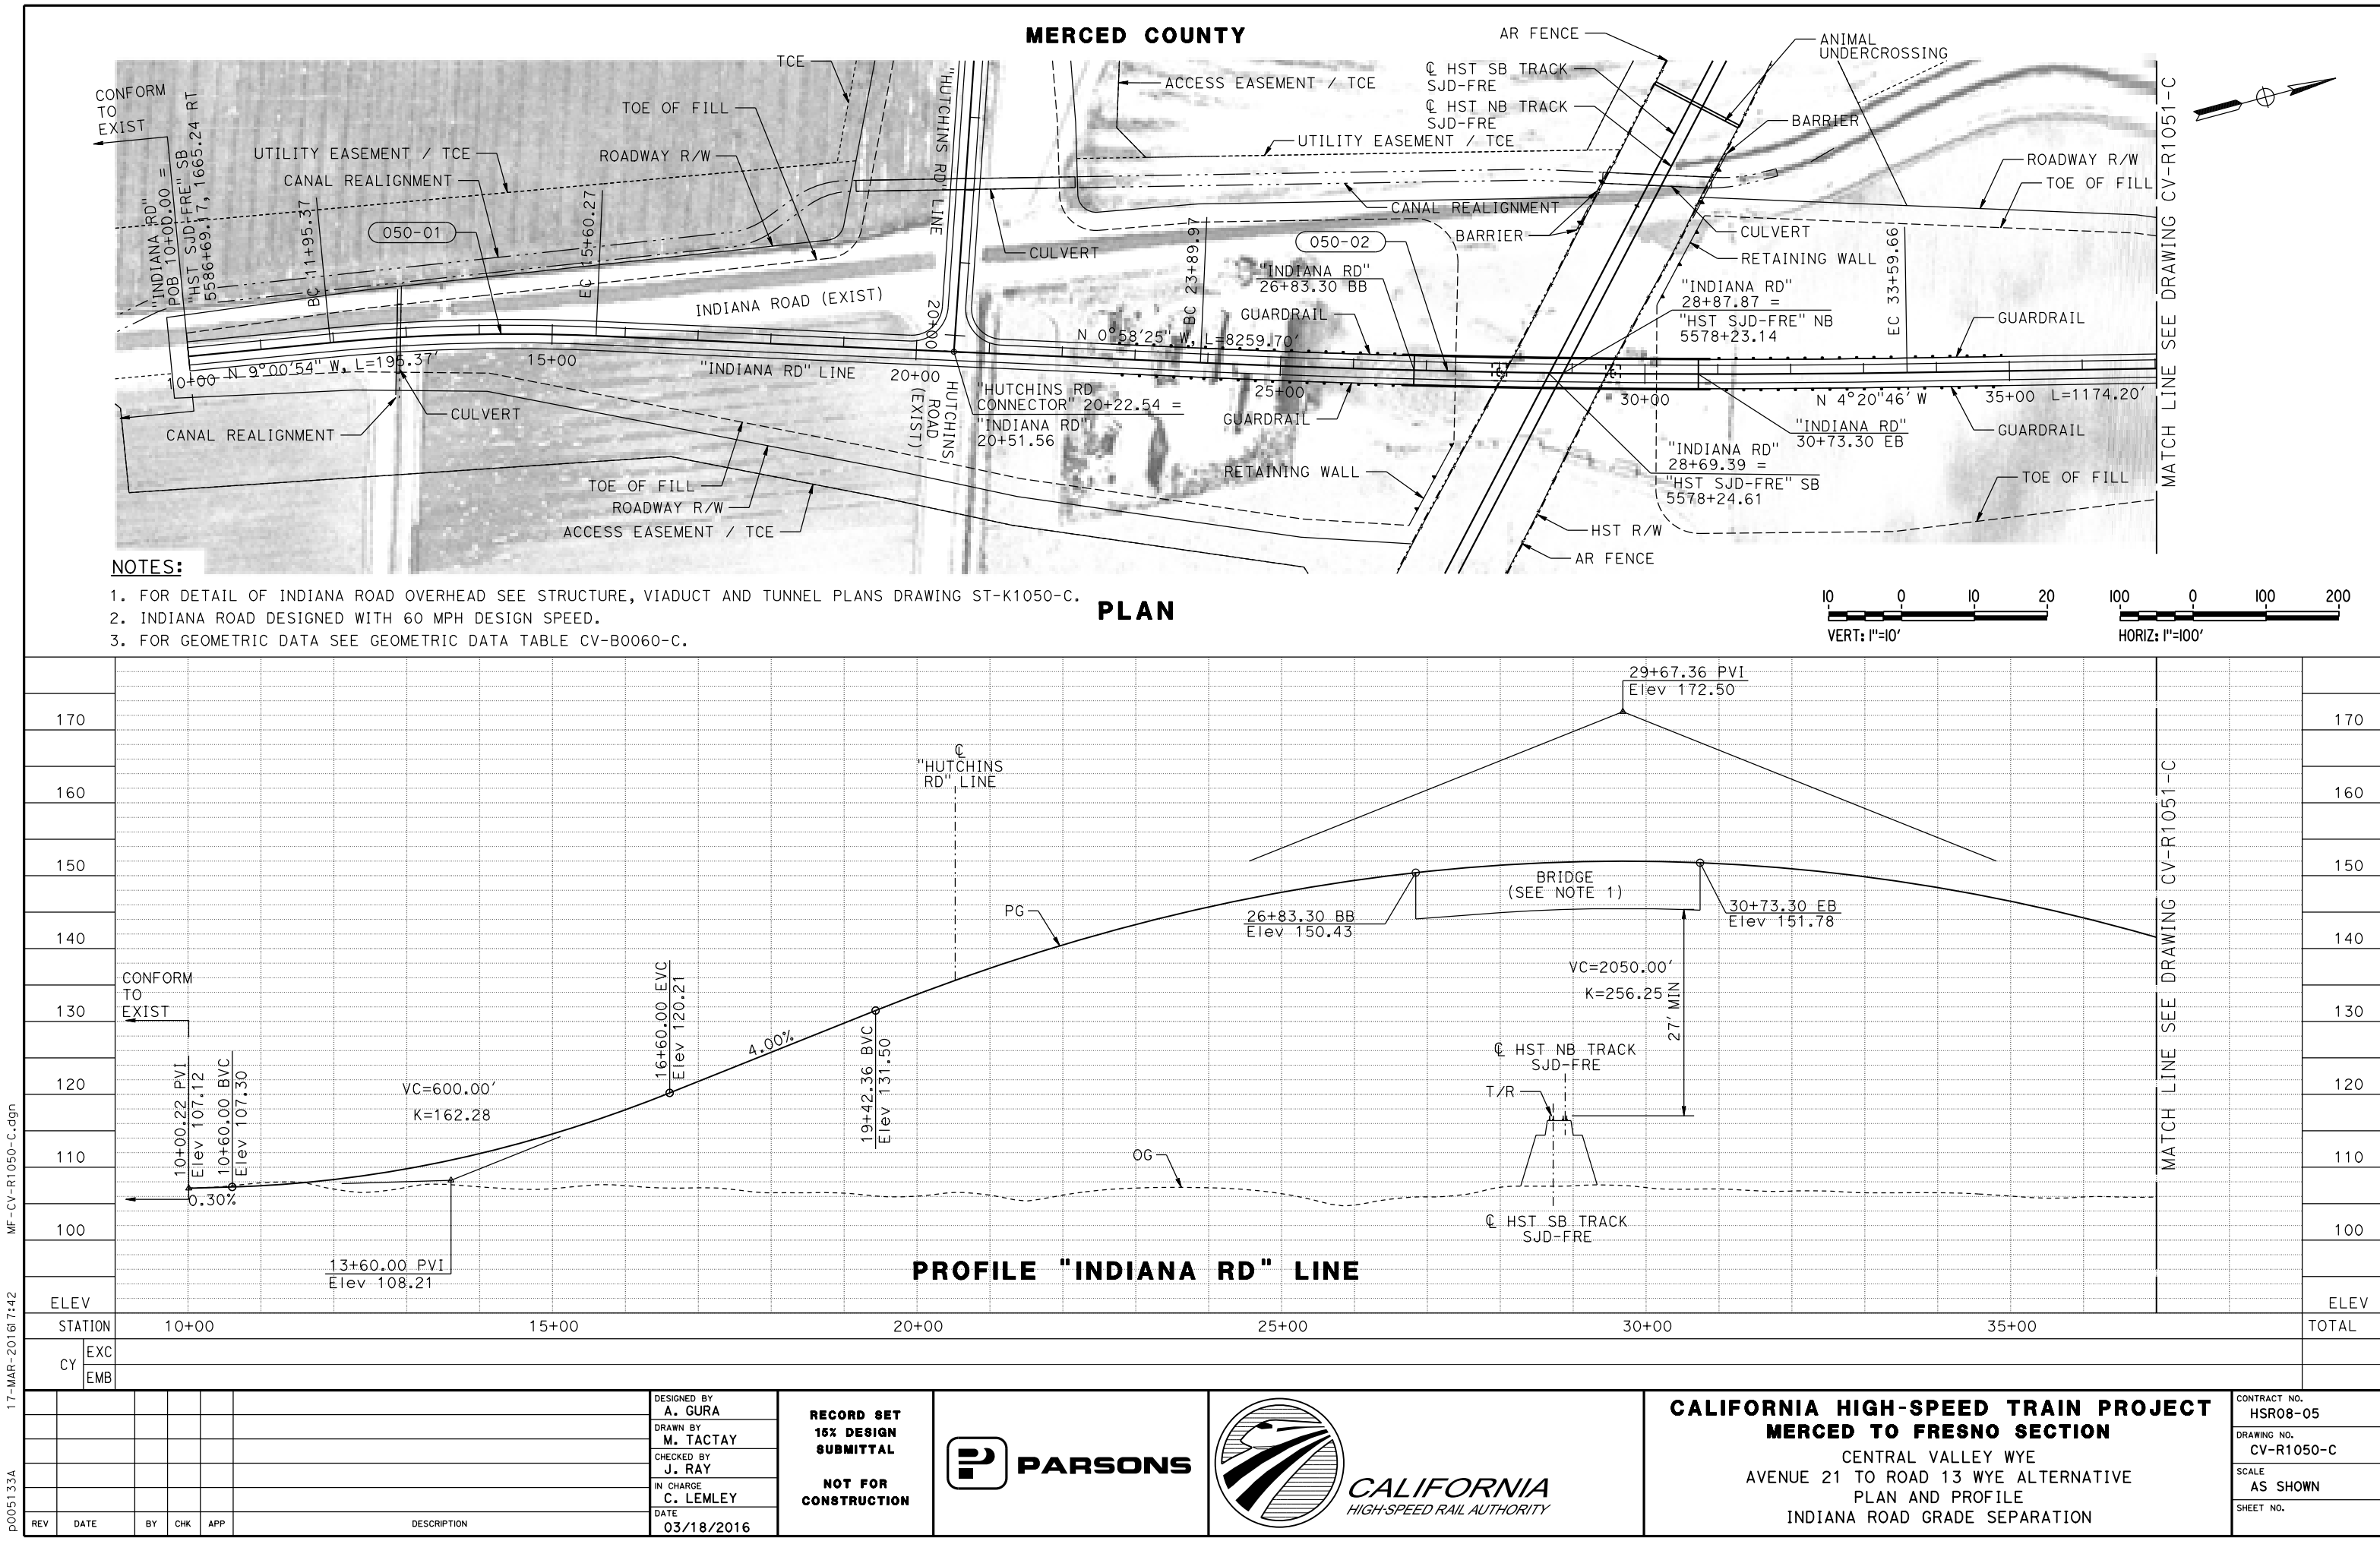 MERCED COUNTY
CONFORM
TO
EXIST
"INDIANA RD"
POB 10+00.00 =
"HST SJD-FRE" SB
5586+69.17, 1665.24 RT
TCE
TOE OF FILL
UTILITY EASEMENT / TCE
ROADWAY R/W
CANAL REALIGNMENT
050-01
BC 11+95.37
EC 15+60.27
INDIANA ROAD (EXIST)
"HUTCHINS RD" LINE
20+00
ACCESS EASEMENT / TCE
UTILITY EASEMENT / TCE
CULVERT
CANAL REALIGNMENT
BC 23+89.97
050-02
"INDIANA RD"
26+83.30 BB
GUARDRAIL
BARRIER
AR FENCE
℄ HST SB TRACK
SJD-FRE
℄ HST NB TRACK
SJD-FRE
ANIMAL
UNDERCROSSING
BARRIER
ROADWAY R/W
TOE OF FILL
CULVERT
RETAINING WALL
"INDIANA RD"
28+87.87 =
"HST SJD-FRE" NB
5578+23.14
EC 33+59.66
GUARDRAIL
MATCH LINE SEE DRAWING CV-R1051-C
10+00
N 9°00'54" W, L=195.37'
15+00
"INDIANA RD" LINE
20+00
N 0°58'25" W, L=8259.70'
25+00
30+00
N 4°20"46' W
35+00
L=1174.20'
CULVERT
CANAL REALIGNMENT
HUTCHINS
ROAD
(EXIST)
"HUTCHINS RD
CONNECTOR" 20+22.54 =
"INDIANA RD"
20+51.56
GUARDRAIL
"INDIANA RD"
30+73.30 EB
GUARDRAIL
"INDIANA RD"
28+69.39 =
"HST SJD-FRE" SB
5578+24.61
RETAINING WALL
TOE OF FILL
TOE OF FILL
ROADWAY R/W
ACCESS EASEMENT / TCE
HST R/W
AR FENCE
NOTES:
1. FOR DETAIL OF INDIANA ROAD OVERHEAD SEE STRUCTURE, VIADUCT AND TUNNEL PLANS DRAWING ST-K1050-C.
2. INDIANA ROAD DESIGNED WITH 60 MPH DESIGN SPEED.
3. FOR GEOMETRIC DATA SEE GEOMETRIC DATA TABLE CV-B0060-C.
PLAN
10 0 10 20
VERT: 1"=10'
100 0 100 200
HORIZ: 1"=100'
170
160
150
140
130
120
110
100
ELEV
29+67.36 PVI
Elev 172.50
℄
"HUTCHINS
RD" LINE
PG
BRIDGE
(SEE NOTE 1)
26+83.30 BB
Elev 150.43
30+73.30 EB
Elev 151.78
VC=2050.00'
K=256.25
27' MIN
CONFORM
TO
EXIST
10+00.22 PVI
Elev 107.12
10+60.00 BVC
Elev 107.30
VC=600.00'
K=162.28
16+60.00 EVC
Elev 120.21
4.00%
19+42.36 BVC
Elev 131.50
℄ HST NB TRACK
SJD-FRE
T/R
OG
0.30%
℄ HST SB TRACK
SJD-FRE
13+60.00 PVI
Elev 108.21
PROFILE "INDIANA RD" LINE
MATCH LINE SEE DRAWING CV-R1051-C
170
160
150
140
130
120
110
100
ELEV
STATION 10+00 15+00 20+00 25+00 30+00 35+00 TOTAL
CY
EXC
EMB
REV DATE BY CHK APP DESCRIPTION
DESIGNED BY
A. GURA
DRAWN BY
M. TACTAY
CHECKED BY
J. RAY
IN CHARGE
C. LEMLEY
DATE
03/18/2016
RECORD SET
15% DESIGN
SUBMITTAL
NOT FOR
CONSTRUCTION
PARSONS
CALIFORNIA
HIGH-SPEED RAIL AUTHORITY
CALIFORNIA HIGH-SPEED TRAIN PROJECT
MERCED TO FRESNO SECTION
CENTRAL VALLEY WYE
AVENUE 21 TO ROAD 13 WYE ALTERNATIVE
PLAN AND PROFILE
INDIANA ROAD GRADE SEPARATION
CONTRACT NO.
HSR08-05
DRAWING NO.
CV-R1050-C
SCALE
AS SHOWN
SHEET NO.
p005133A 17-MAR-2016 17:42 MF-CV-R1050-C.dgn